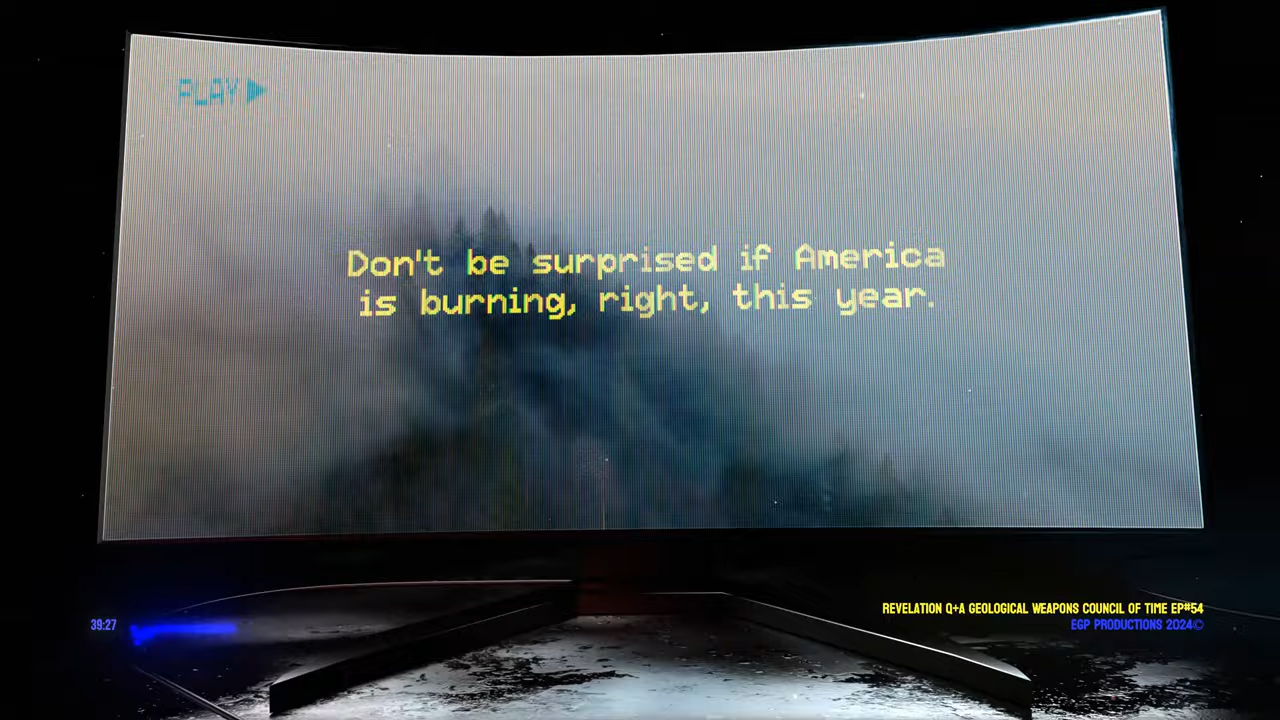 PLAY
Don't be surprised if America
is burning, right, this year.
39:27
REVELATION Q+A GEOLOGICAL WEAPONS COUNCIL OF TIME EP#54
EGP PRODUCTIONS 2024©